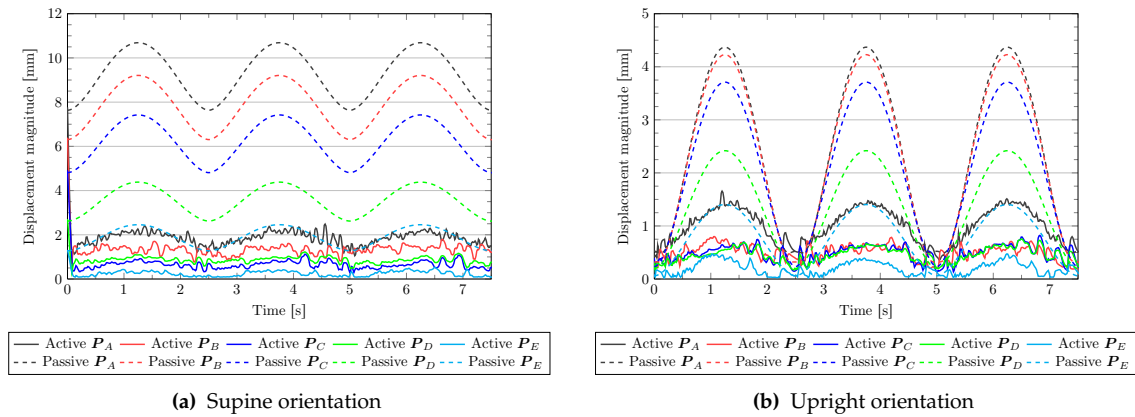 12
10
8
6
4
2
0
Displacement magnitude [mm]
0 1 2 3 4 5 6 7
Time [s]
Active P_A Active P_B Active P_C Active P_D Active P_E
Passive P_A Passive P_B Passive P_C Passive P_D Passive P_E
(a) Supine orientation
5
4
3
2
1
0
Displacement magnitude [mm]
0 1 2 3 4 5 6 7
Time [s]
Active P_A Active P_B Active P_C Active P_D Active P_E
Passive P_A Passive P_B Passive P_C Passive P_D Passive P_E
(b) Upright orientation